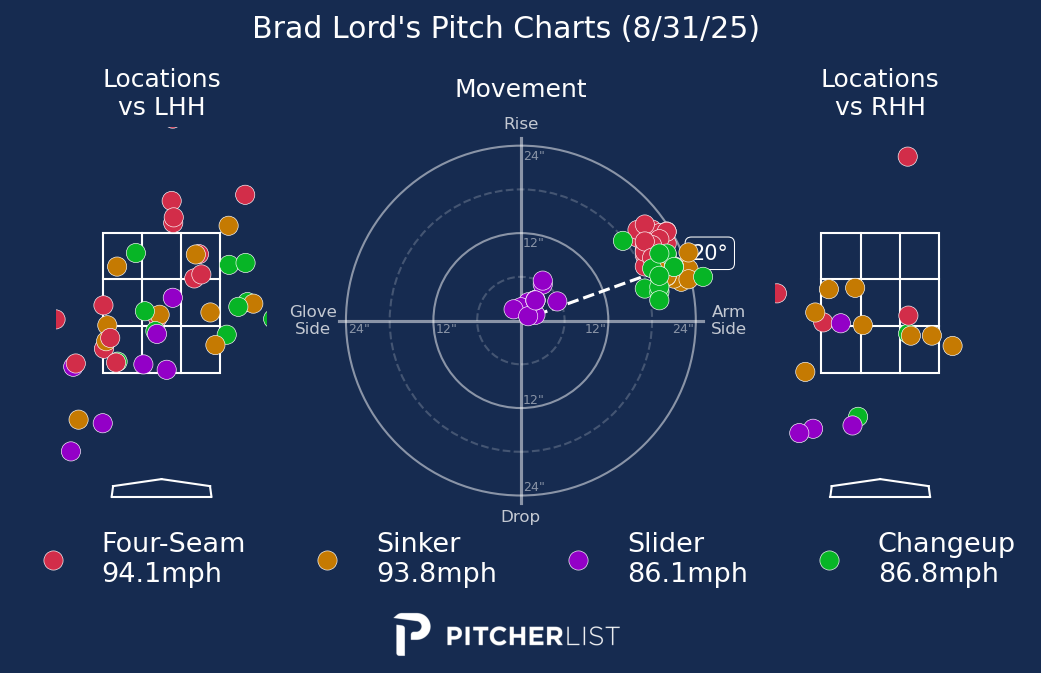 Brad Lord's Pitch Charts (8/31/25)
Locations
vs LHH
Movement
Locations
vs RHH
Rise
24"
12"
20°
Glove
Side
24"
12"
12"
24"
Arm
Side
12"
24"
Drop
Four-Seam
94.1mph
Sinker
93.8mph
Slider
86.1mph
Changeup
86.8mph
PITCHERLIST